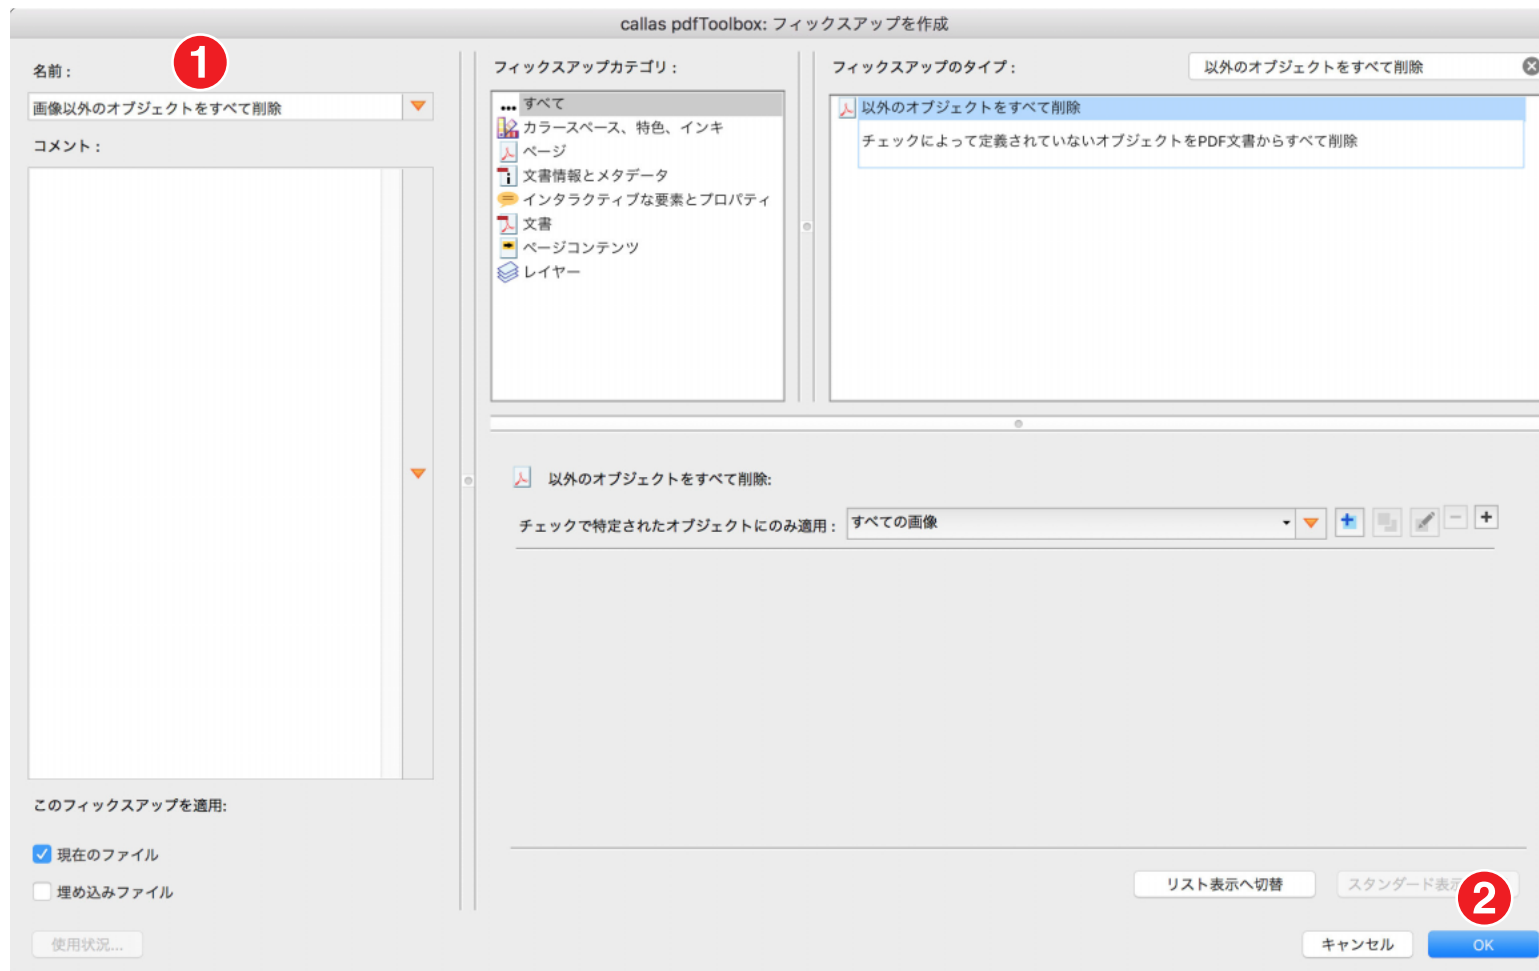 callas pdfToolbox: フィックスアップを作成
1
名前：
画像以外のオブジェクトをすべて削除
コメント：
このフィックスアップを適用:
現在のファイル
埋め込みファイル
使用状況...
フィックスアップカテゴリ：
すべて
カラースペース、特色、インキ
ページ
文書情報とメタデータ
インタラクティブな要素とプロパティ
文書
ページコンテンツ
レイヤー
フィックスアップのタイプ：
以外のオブジェクトをすべて削除
以外のオブジェクトをすべて削除
チェックによって定義されていないオブジェクトをPDF文書からすべて削除
以外のオブジェクトをすべて削除:
チェックで特定されたオブジェクトにのみ適用：
すべての画像
リスト表示へ切替
スタンダード表示
2
キャンセル
OK